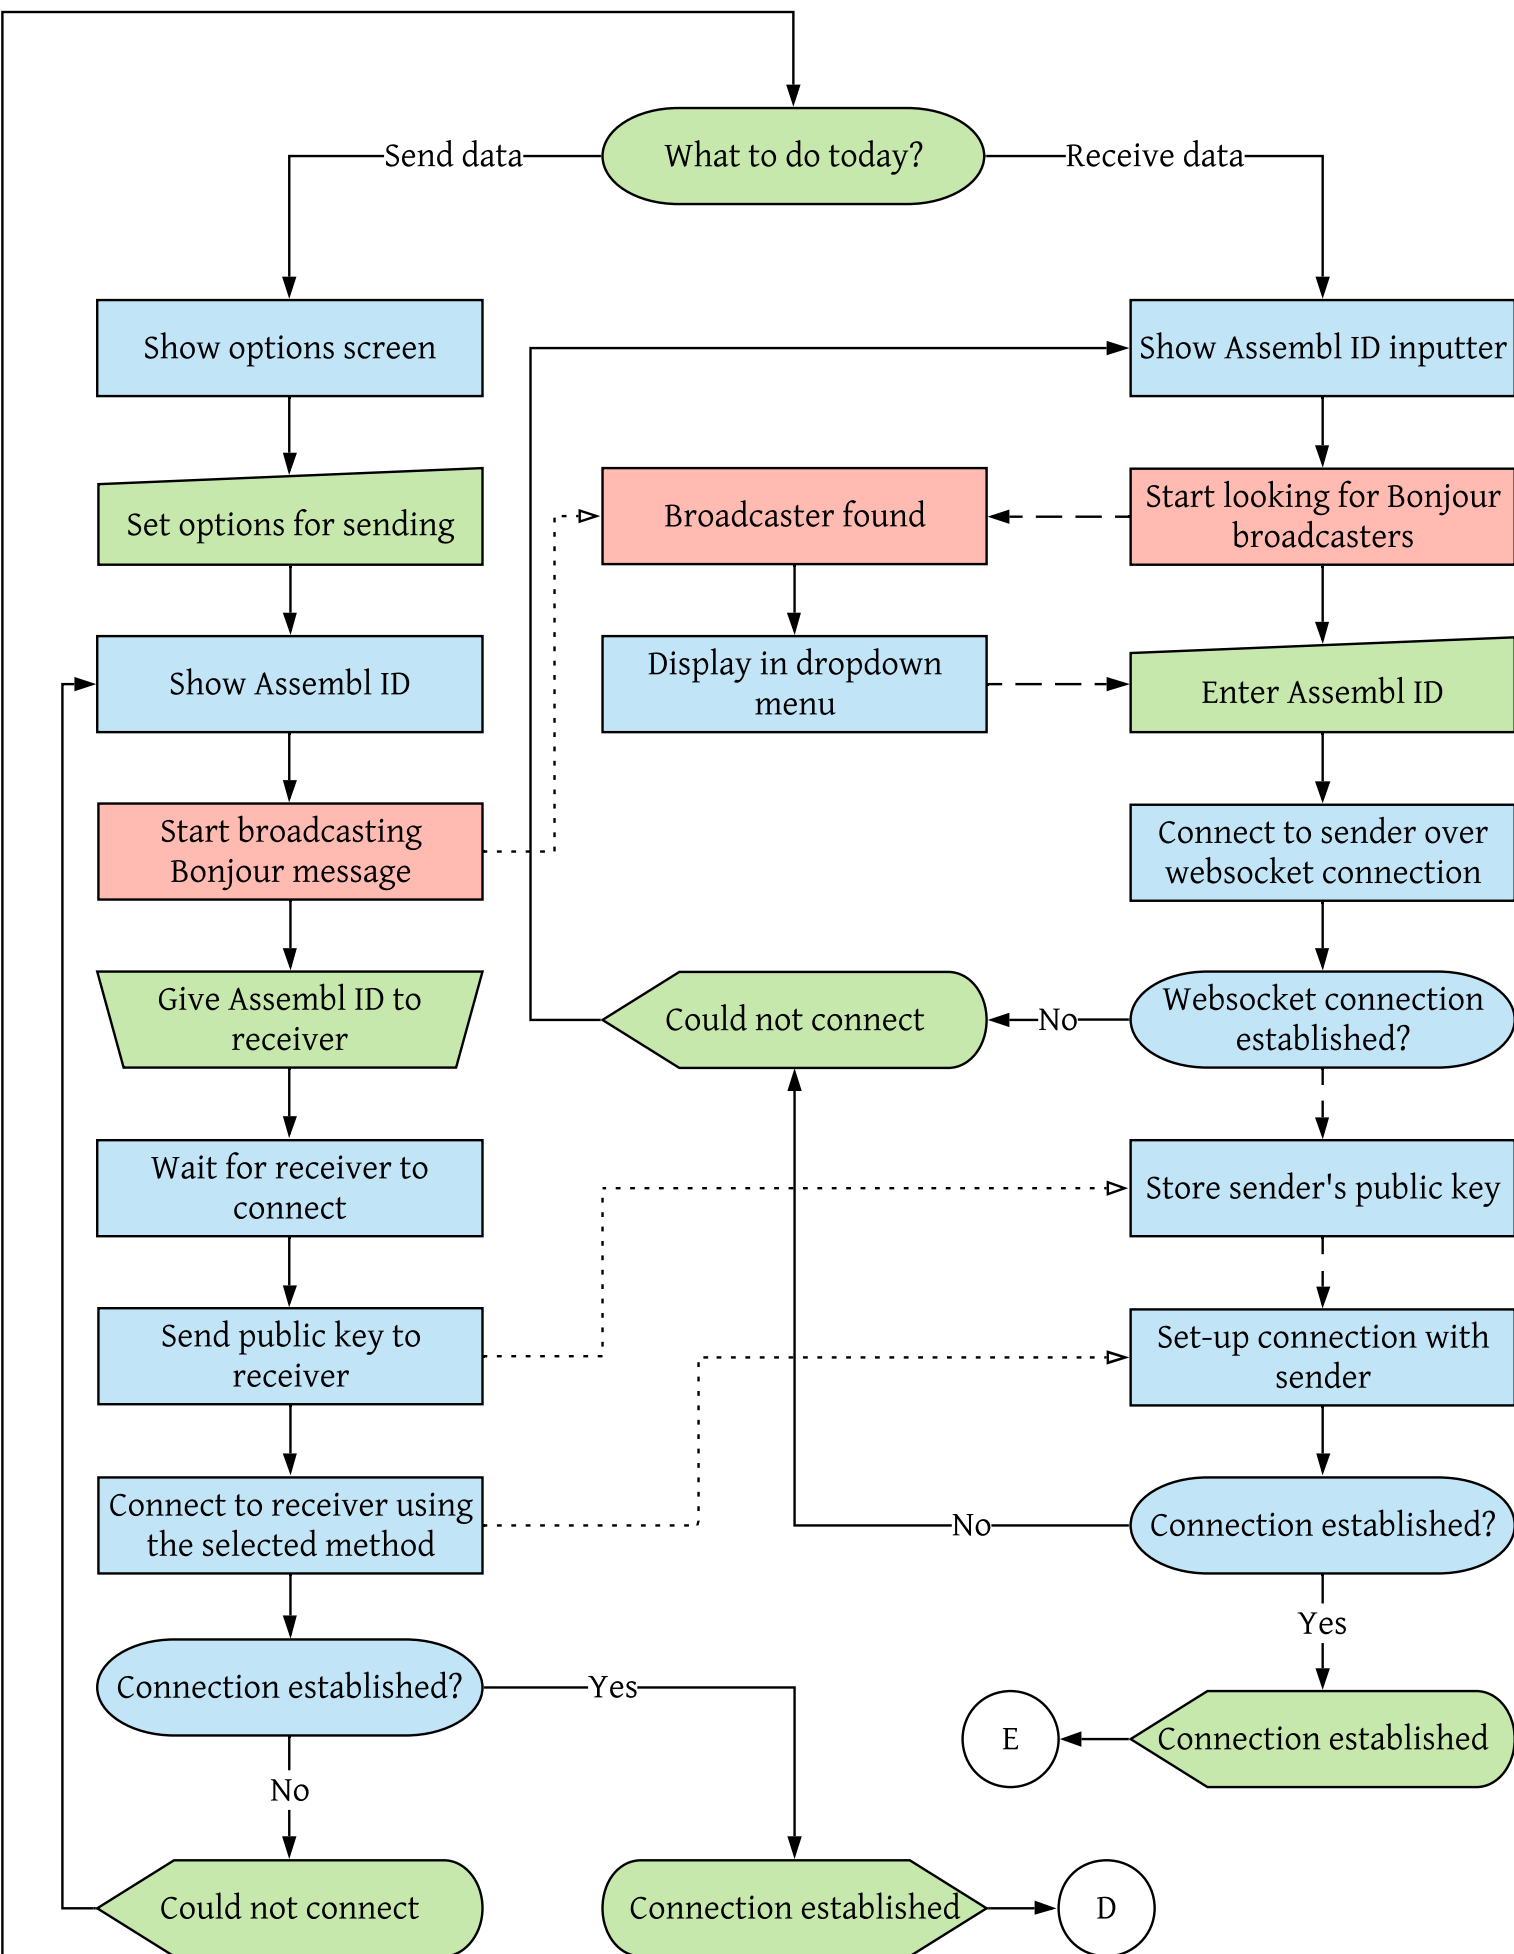 What to do today?
Send data
Receive data
Show options screen
Show Assembl ID inputter
Set options for sending
Broadcaster found
Start looking for Bonjour
broadcasters
Show Assembl ID
Display in dropdown
menu
Enter Assembl ID
Start broadcasting
Bonjour message
Connect to sender over
websocket connection
Give Assembl ID to
receiver
Could not connect
No
Websocket connection
established?
Wait for receiver to
connect
Store sender's public key
Send public key to
receiver
Set-up connection with
sender
Connect to receiver using
the selected method
No
Connection established?
Yes
Connection established?
Yes
E
Connection established
No
Could not connect
Connection established
D